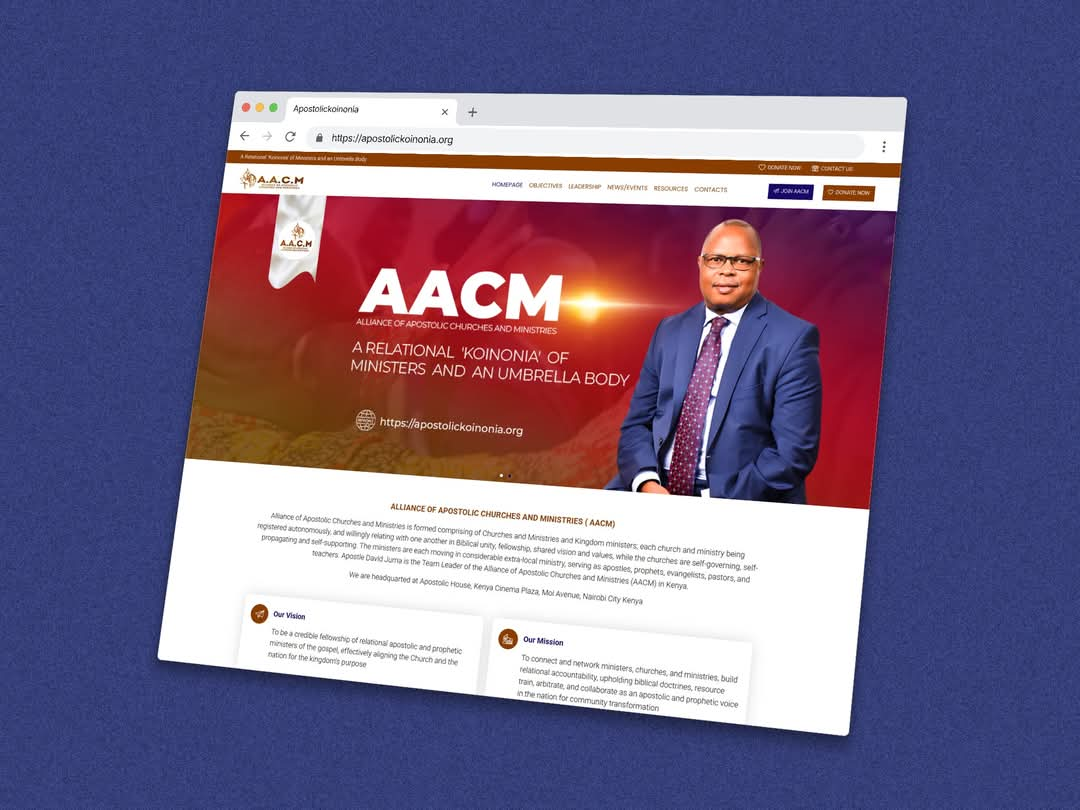 Apostolickoinonia
https://apostolickoinonia.org
A Relational 'Koinonia' of Ministers and an Umbrella Body
DONATE NOW
CONTACT US
A.A.C.M
HOMEPAGE OBJECTIVES LEADERSHIP NEWS/EVENTS RESOURCES CONTACTS
JOIN AACM
DONATE NOW
A.A.C.M
AACM
ALLIANCE OF APOSTOLIC CHURCHES AND MINISTRIES
A RELATIONAL 'KOINONIA' OF
MINISTERS AND AN UMBRELLA BODY
https://apostolickoinonia.org
ALLIANCE OF APOSTOLIC CHURCHES AND MINISTRIES ( AACM)
Alliance of Apostolic Churches and Ministries is formed comprising of Churches and Ministries and Kingdom ministers; each church and ministry being
registered autonomously, and willingly relating with one another in Biblical unity, fellowship, shared vision and values, while the churches are self-governing, self-
propagating and self-supporting. The ministers are each moving in considerable extra-local ministry, serving as apostles, prophets, evangelists, pastors, and
teachers. Apostle David Juma is the Team Leader of the Alliance of Apostolic Churches and Ministries (AACM) in Kenya.
We are headquarted at Apostolic House, Kenya Cinema Plaza, Moi Avenue, Nairobi City Kenya
Our Vision
To be a credible fellowship of relational apostolic and prophetic
ministers of the gospel, effectively aligning the Church and the
nation for the kingdom's purpose
Our Mission
To connect and network ministers, churches, and ministries, build
relational accountability, upholding biblical doctrines, resource
train, arbitrate, and collaborate as an apostolic and prophetic voice
in the nation for community transformation